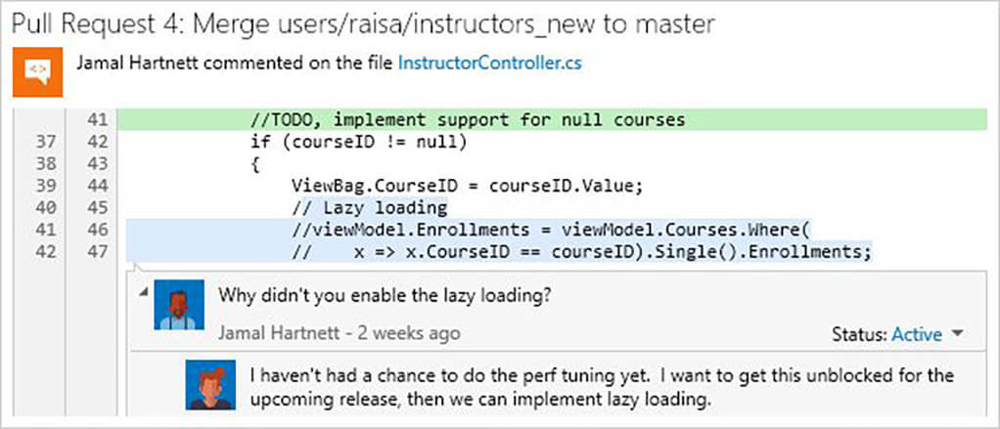 Pull Request 4: Merge users/raisa/instructors_new to master
Jamal Hartnett commented on the file InstructorController.cs
41 //TODO, implement support for null courses
37 42 if (courseID != null)
38 43 {
39 44 ViewBag.CourseID = courseID.Value;
40 45 // Lazy loading
41 46 //viewModel.Enrollments = viewModel.Courses.Where(
42 47 // x => x.CourseID == courseID).Single().Enrollments;
Why didn't you enable the lazy loading?
Jamal Hartnett - 2 weeks ago Status: Active
I haven't had a chance to do the perf tuning yet. I want to get this unblocked for the
upcoming release, then we can implement lazy loading.